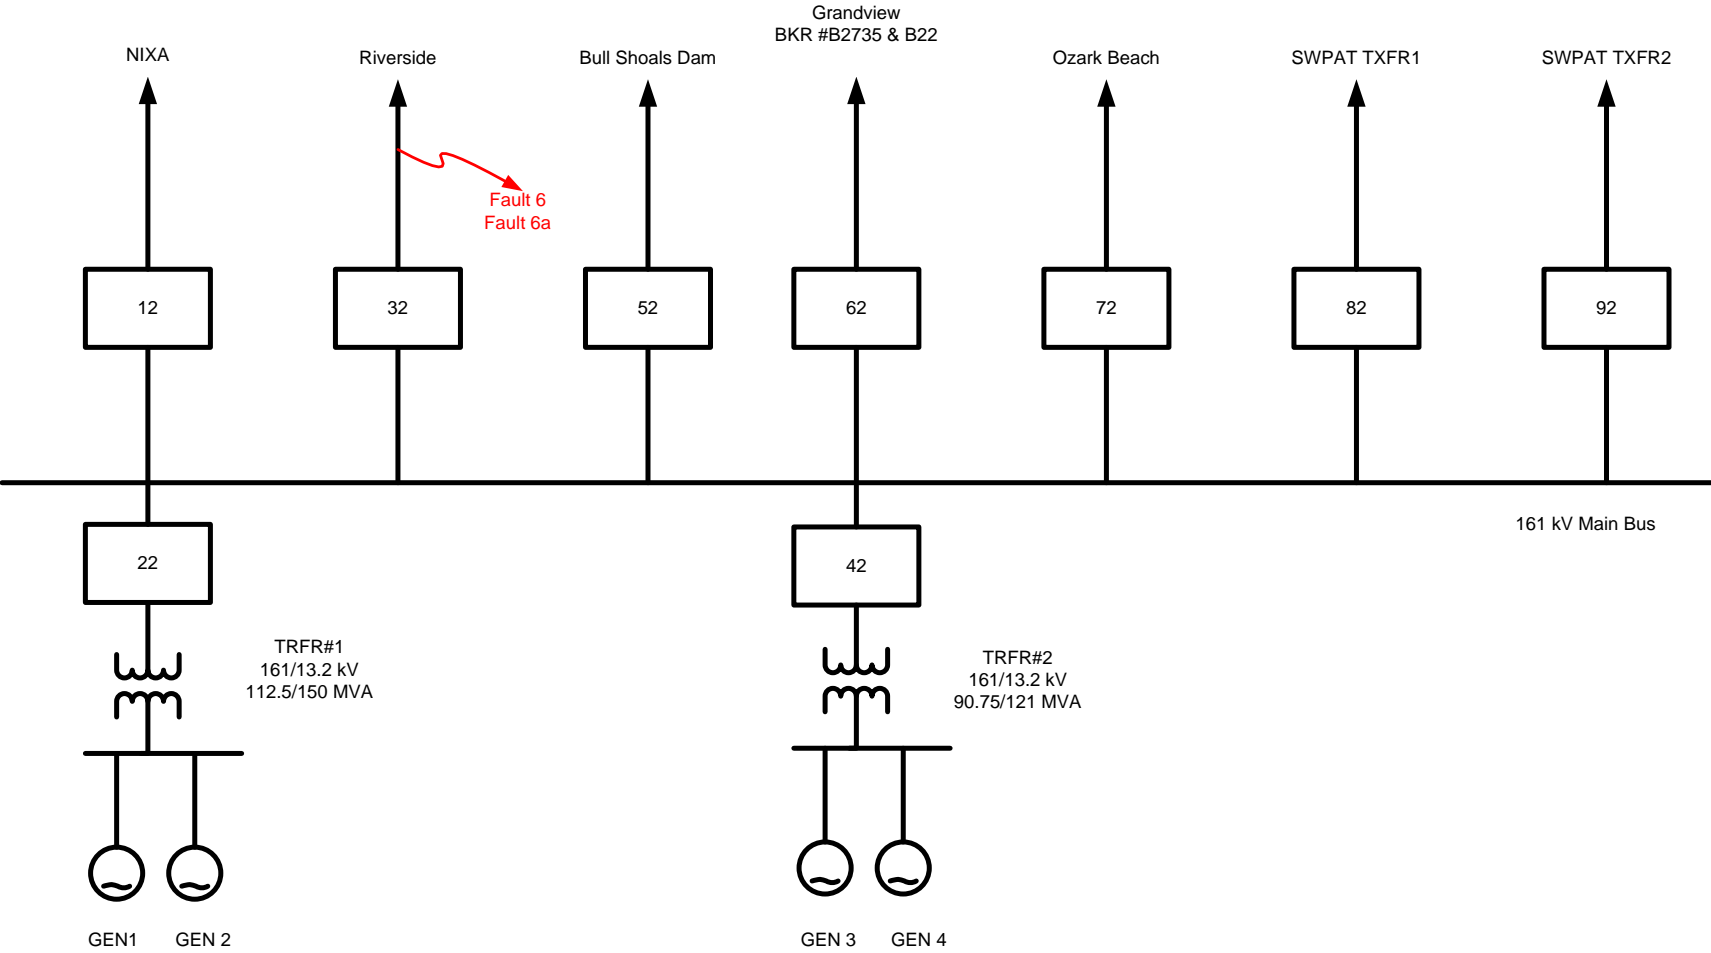 Grandview
BKR #B2735 & B22
NIXA
Riverside
Bull Shoals Dam
Ozark Beach
SWPAT TXFR1
SWPAT TXFR2
Fault 6
Fault 6a
12
32
52
62
72
82
92
161 kV Main Bus
22
42
TRFR#1
161/13.2 kV
112.5/150 MVA
TRFR#2
161/13.2 kV
90.75/121 MVA
GEN1
GEN 2
GEN 3
GEN 4